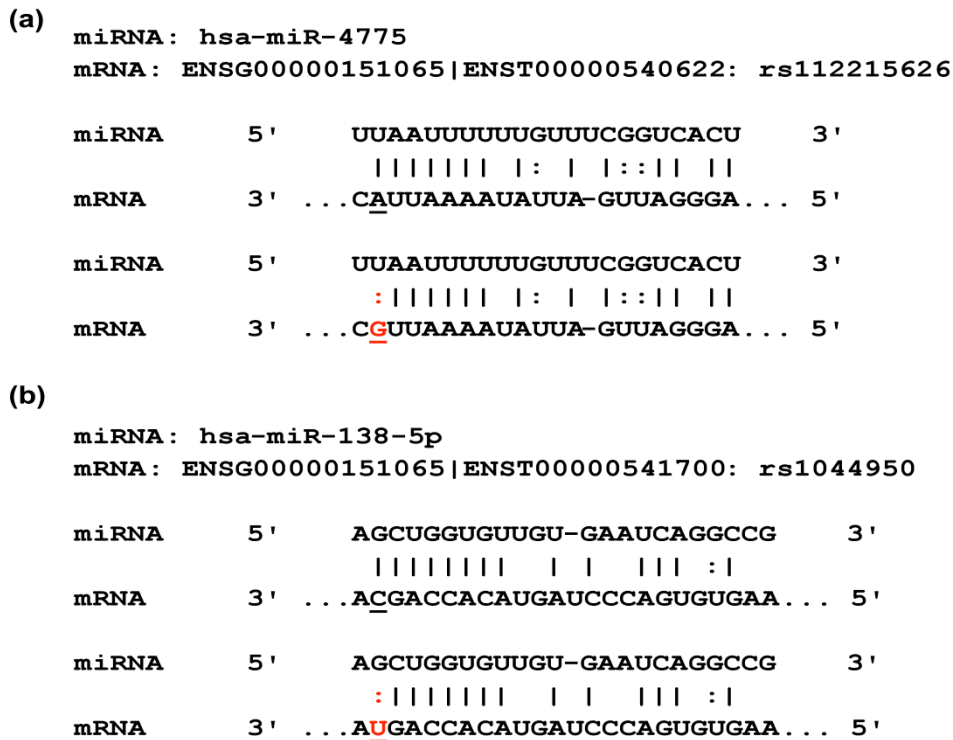 (a)
miRNA: hsa-miR-4775
mRNA: ENSG00000151065|ENST00000540622: rs112215626
miRNA 5' UUAAUUUUUUGUUUCGGUCACU 3'
||||||| |: | |::|| ||
mRNA 3' ...CAUUAAAAUAUUA-GUUAGGGA... 5'
miRNA 5' UUAAUUUUUUGUUUCGGUCACU 3'
:|||||| |: | |::|| ||
mRNA 3' ...CGUUAAAAUAUUA-GUUAGGGA... 5'
(b)
miRNA: hsa-miR-138-5p
mRNA: ENSG00000151065|ENST00000541700: rs1044950
miRNA 5' AGCUGGUGUUGU-GAAUCAGGCCG 3'
|||||||| | | ||| :|
mRNA 3' ...ACGACCACAUGAUCCCAGUGUGAA... 5'
miRNA 5' AGCUGGUGUUGU-GAAUCAGGCCG 3'
:||||||| | | ||| :|
mRNA 3' ...AUGACCACAUGAUCCCAGUGUGAA... 5'